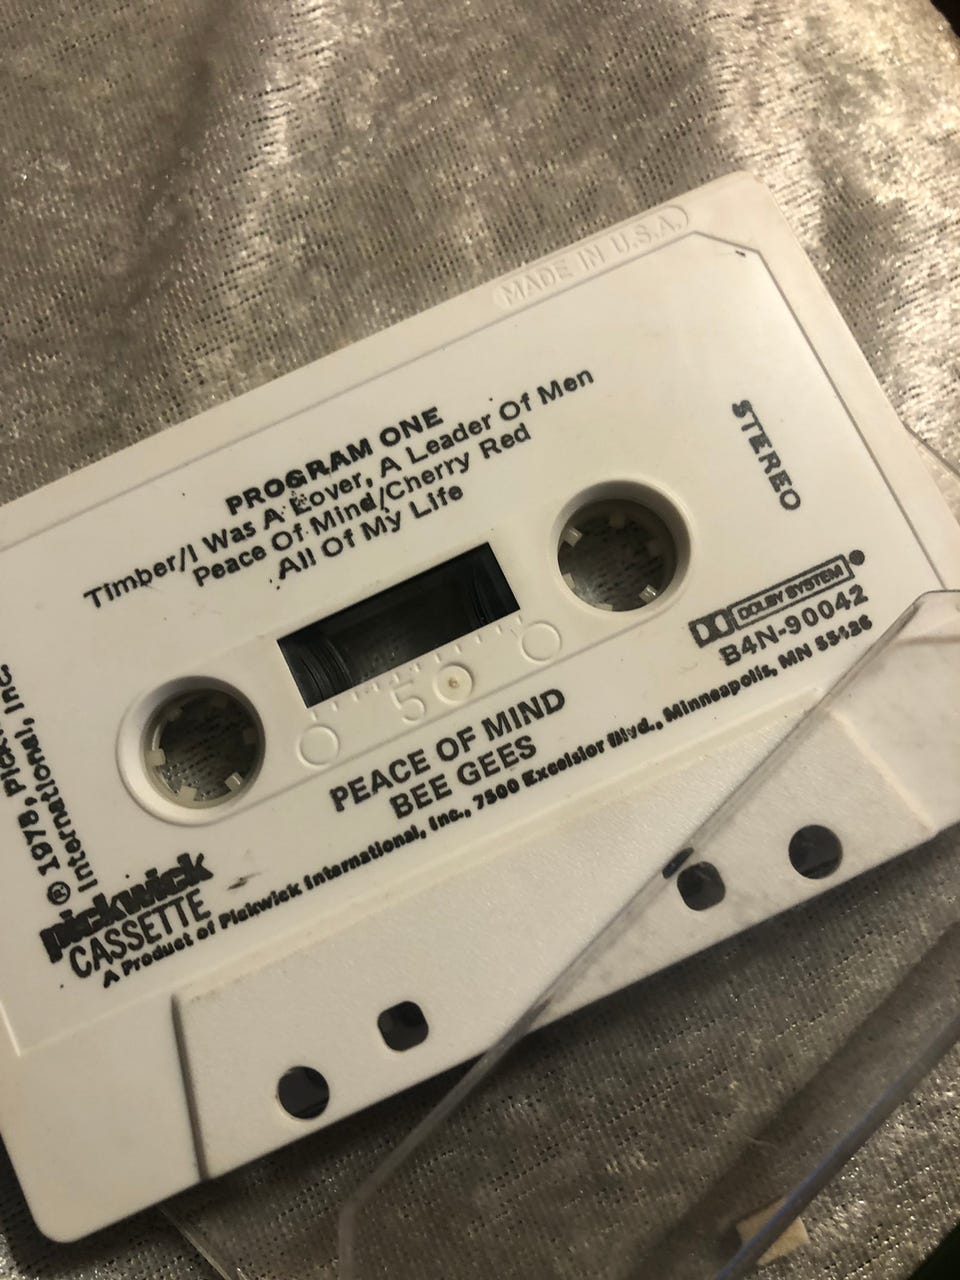 MADE IN U.S.A.
PROGRAM ONE
Timber/I Was A Lover, A Leader Of Men
Peace Of Mind/Cherry Red
All Of My Life
STEREO
50
DOLBY SYSTEM
B4N-90042
PEACE OF MIND
BEE GEES
℗ 1978, Pickwick
International, Inc.
pickwick
CASSETTE
A Product of Pickwick International, Inc., 7500 Excelsior Blvd., Minneapolis, MN 55426